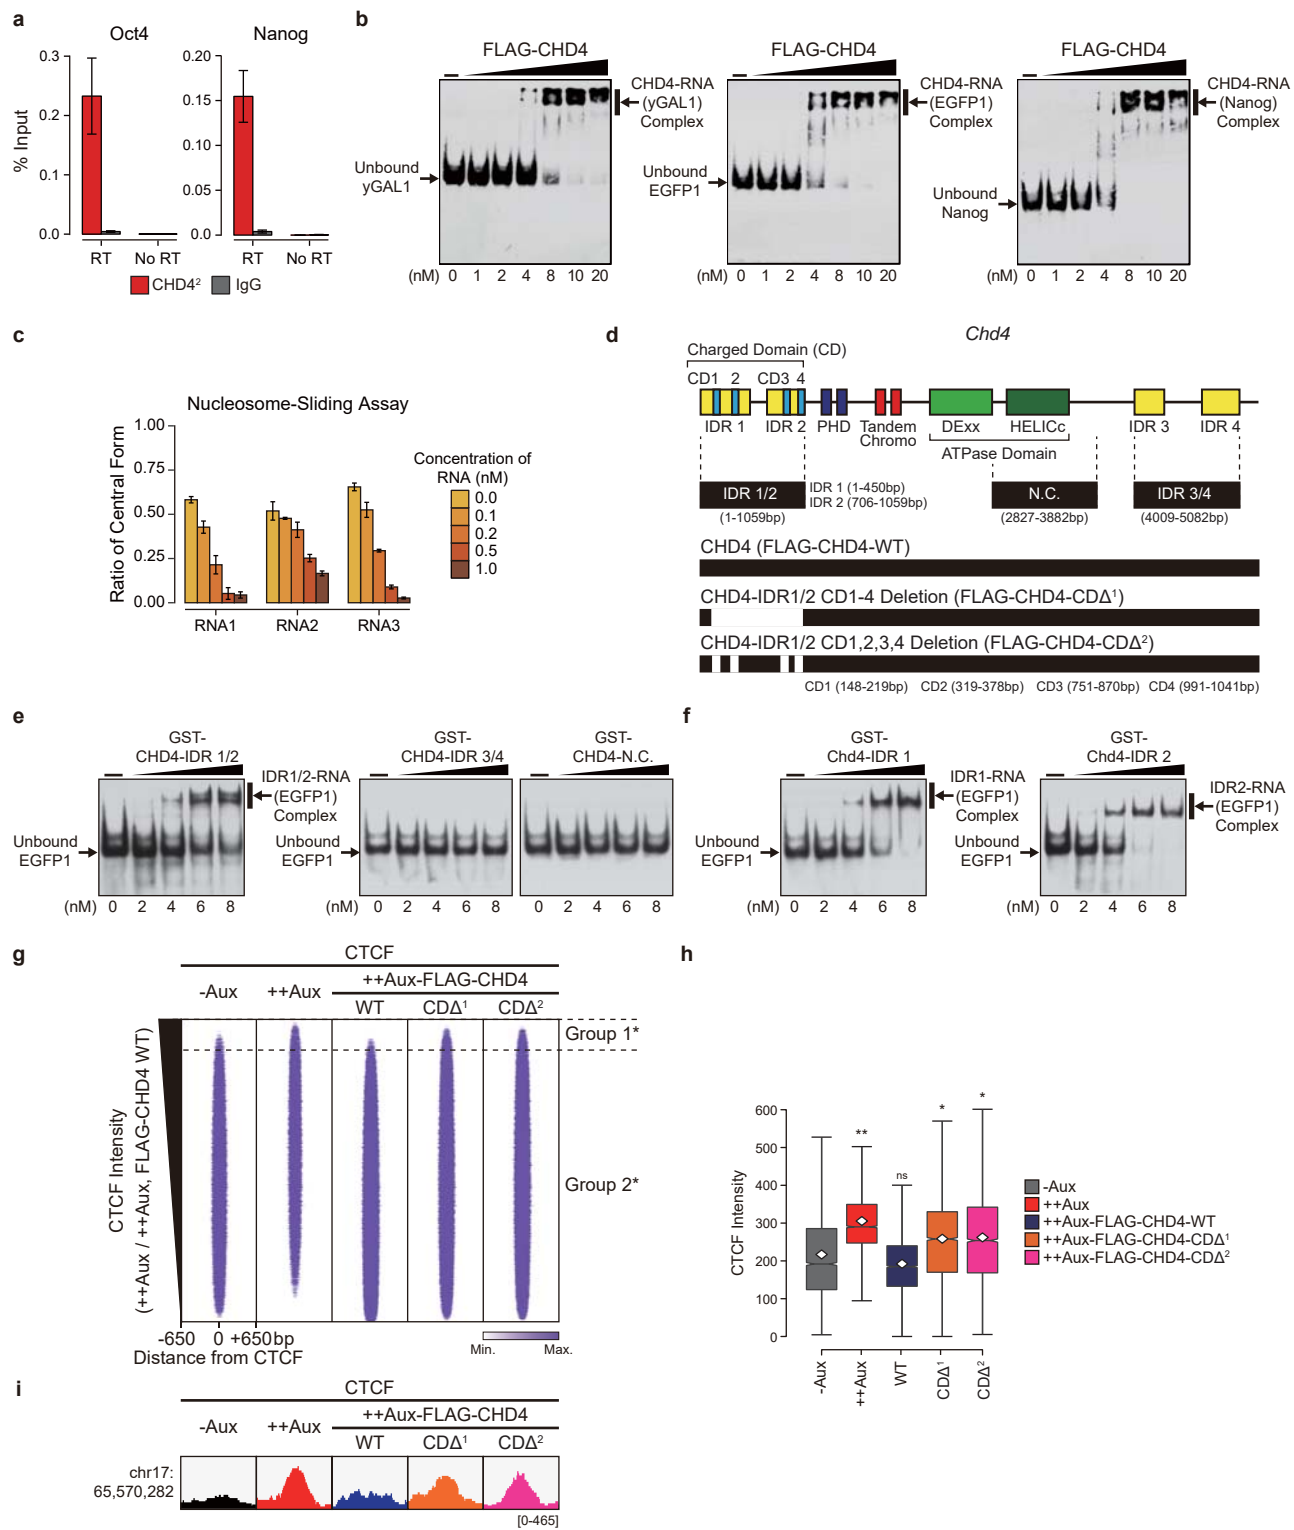 a
Oct4
Nanog
% Input
0.3
0.2
0.1
0.0
0.20
0.15
0.10
0.05
0.0
RT No RT
RT No RT
CHD4² IgG
b
FLAG-CHD4
CHD4-RNA
(yGAL1)
Complex
Unbound
yGAL1
(nM) 0 1 2 4 8 10 20
FLAG-CHD4
CHD4-RNA
(EGFP1)
Complex
Unbound
EGFP1
(nM) 0 1 2 4 8 10 20
FLAG-CHD4
CHD4-RNA
(Nanog)
Complex
Unbound
Nanog
(nM) 0 1 2 4 8 10 20
c
Nucleosome-Sliding Assay
Ratio of Central Form
1.00
0.75
0.50
0.25
0.00
RNA1 RNA2 RNA3
Concentration of
RNA (nM)
0.0
0.1
0.2
0.5
1.0
d
Chd4
Charged Domain (CD)
CD1 2 CD3 4
IDR 1 IDR 2 PHD Tandem
Chromo
DExx HELICc IDR 3 IDR 4
ATPase Domain
IDR 1/2
(1-1059bp)
IDR 1 (1-450bp)
IDR 2 (706-1059bp)
N.C.
(2827-3882bp)
IDR 3/4
(4009-5082bp)
CHD4 (FLAG-CHD4-WT)
CHD4-IDR1/2 CD1-4 Deletion (FLAG-CHD4-CDΔ¹)
CHD4-IDR1/2 CD1,2,3,4 Deletion (FLAG-CHD4-CDΔ²)
CD1 (148-219bp) CD2 (319-378bp) CD3 (751-870bp) CD4 (991-1041bp)
e
GST-
CHD4-IDR 1/2
IDR1/2-RNA
(EGFP1)
Complex
Unbound
EGFP1
(nM) 0 2 4 6 8
GST-
CHD4-IDR 3/4
GST-
CHD4-N.C.
Unbound
EGFP1
(nM) 0 2 4 6 8 0 2 4 6 8
f
GST-
Chd4-IDR 1
IDR1-RNA
(EGFP1)
Complex
Unbound
EGFP1
(nM) 0 2 4 6 8
GST-
Chd4-IDR 2
IDR2-RNA
(EGFP1)
Complex
Unbound
EGFP1
(nM) 0 2 4 6 8
g
CTCF
-Aux ++Aux ++Aux-FLAG-CHD4
WT CDΔ¹ CDΔ²
CTCF Intensity
(++Aux / ++Aux, FLAG-CHD4 WT)
Group 1*
Group 2*
-650 0 +650bp
Distance from CTCF
Min. Max.
h
CTCF Intensity
600
500
400
300
200
100
0
** ns * *
-Aux ++Aux WT CDΔ¹ CDΔ²
-Aux
++Aux
++Aux-FLAG-CHD4-WT
++Aux-FLAG-CHD4-CDΔ¹
++Aux-FLAG-CHD4-CDΔ²
i
CTCF
-Aux ++Aux ++Aux-FLAG-CHD4
WT CDΔ¹ CDΔ²
chr17:
65,570,282
[0-465]